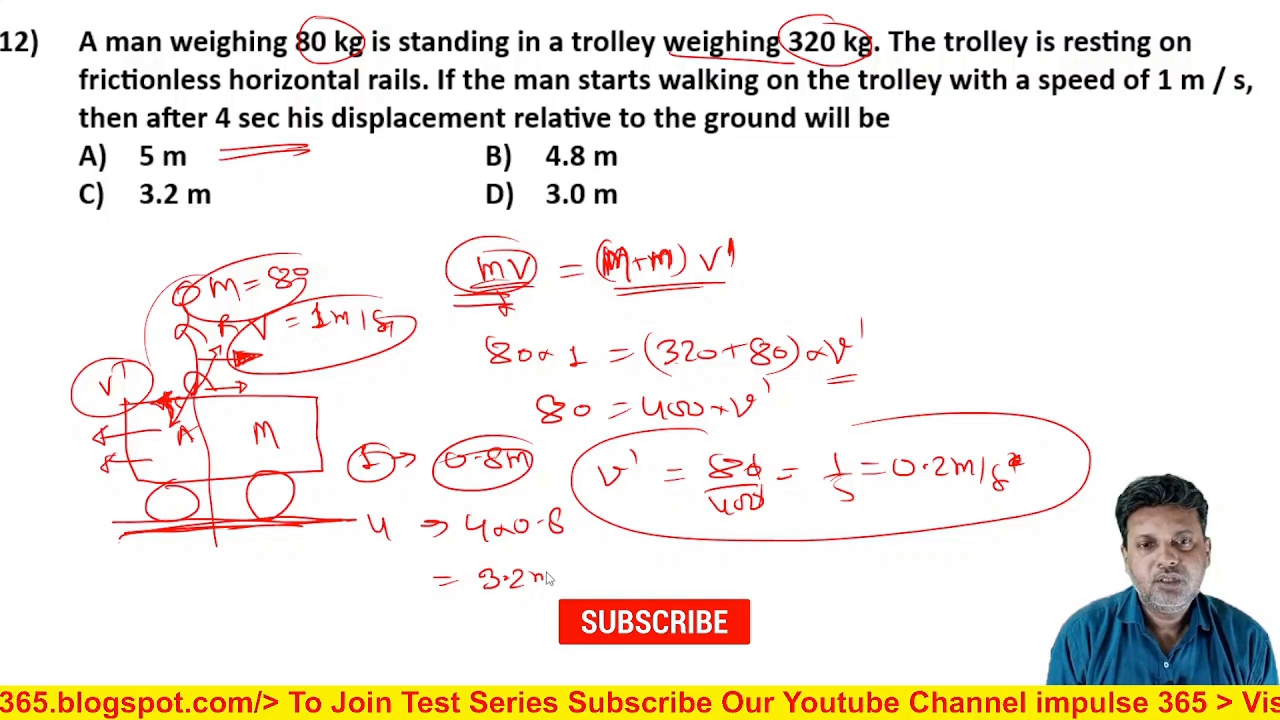 12) A man weighing 80 kg is standing in a trolley weighing 320 kg. The trolley is resting on
frictionless horizontal rails. If the man starts walking on the trolley with a speed of 1 m / s,
then after 4 sec his displacement relative to the ground will be
A) 5 m B) 4.8 m
C) 3.2 m D) 3.0 m
m = 80
mv = (m+m) v'
R V = 1m/s
80×1 = (320+80)×v'
v'
80 = 400×v'
A M
1 → 0.8m
v' = 80/400 = 1/5 = 0.2m/s
4 → 4×0.8
= 3.2m
SUBSCRIBE
365.blogspot.com/> To Join Test Series Subscribe Our Youtube Channel impulse 365 > Vis